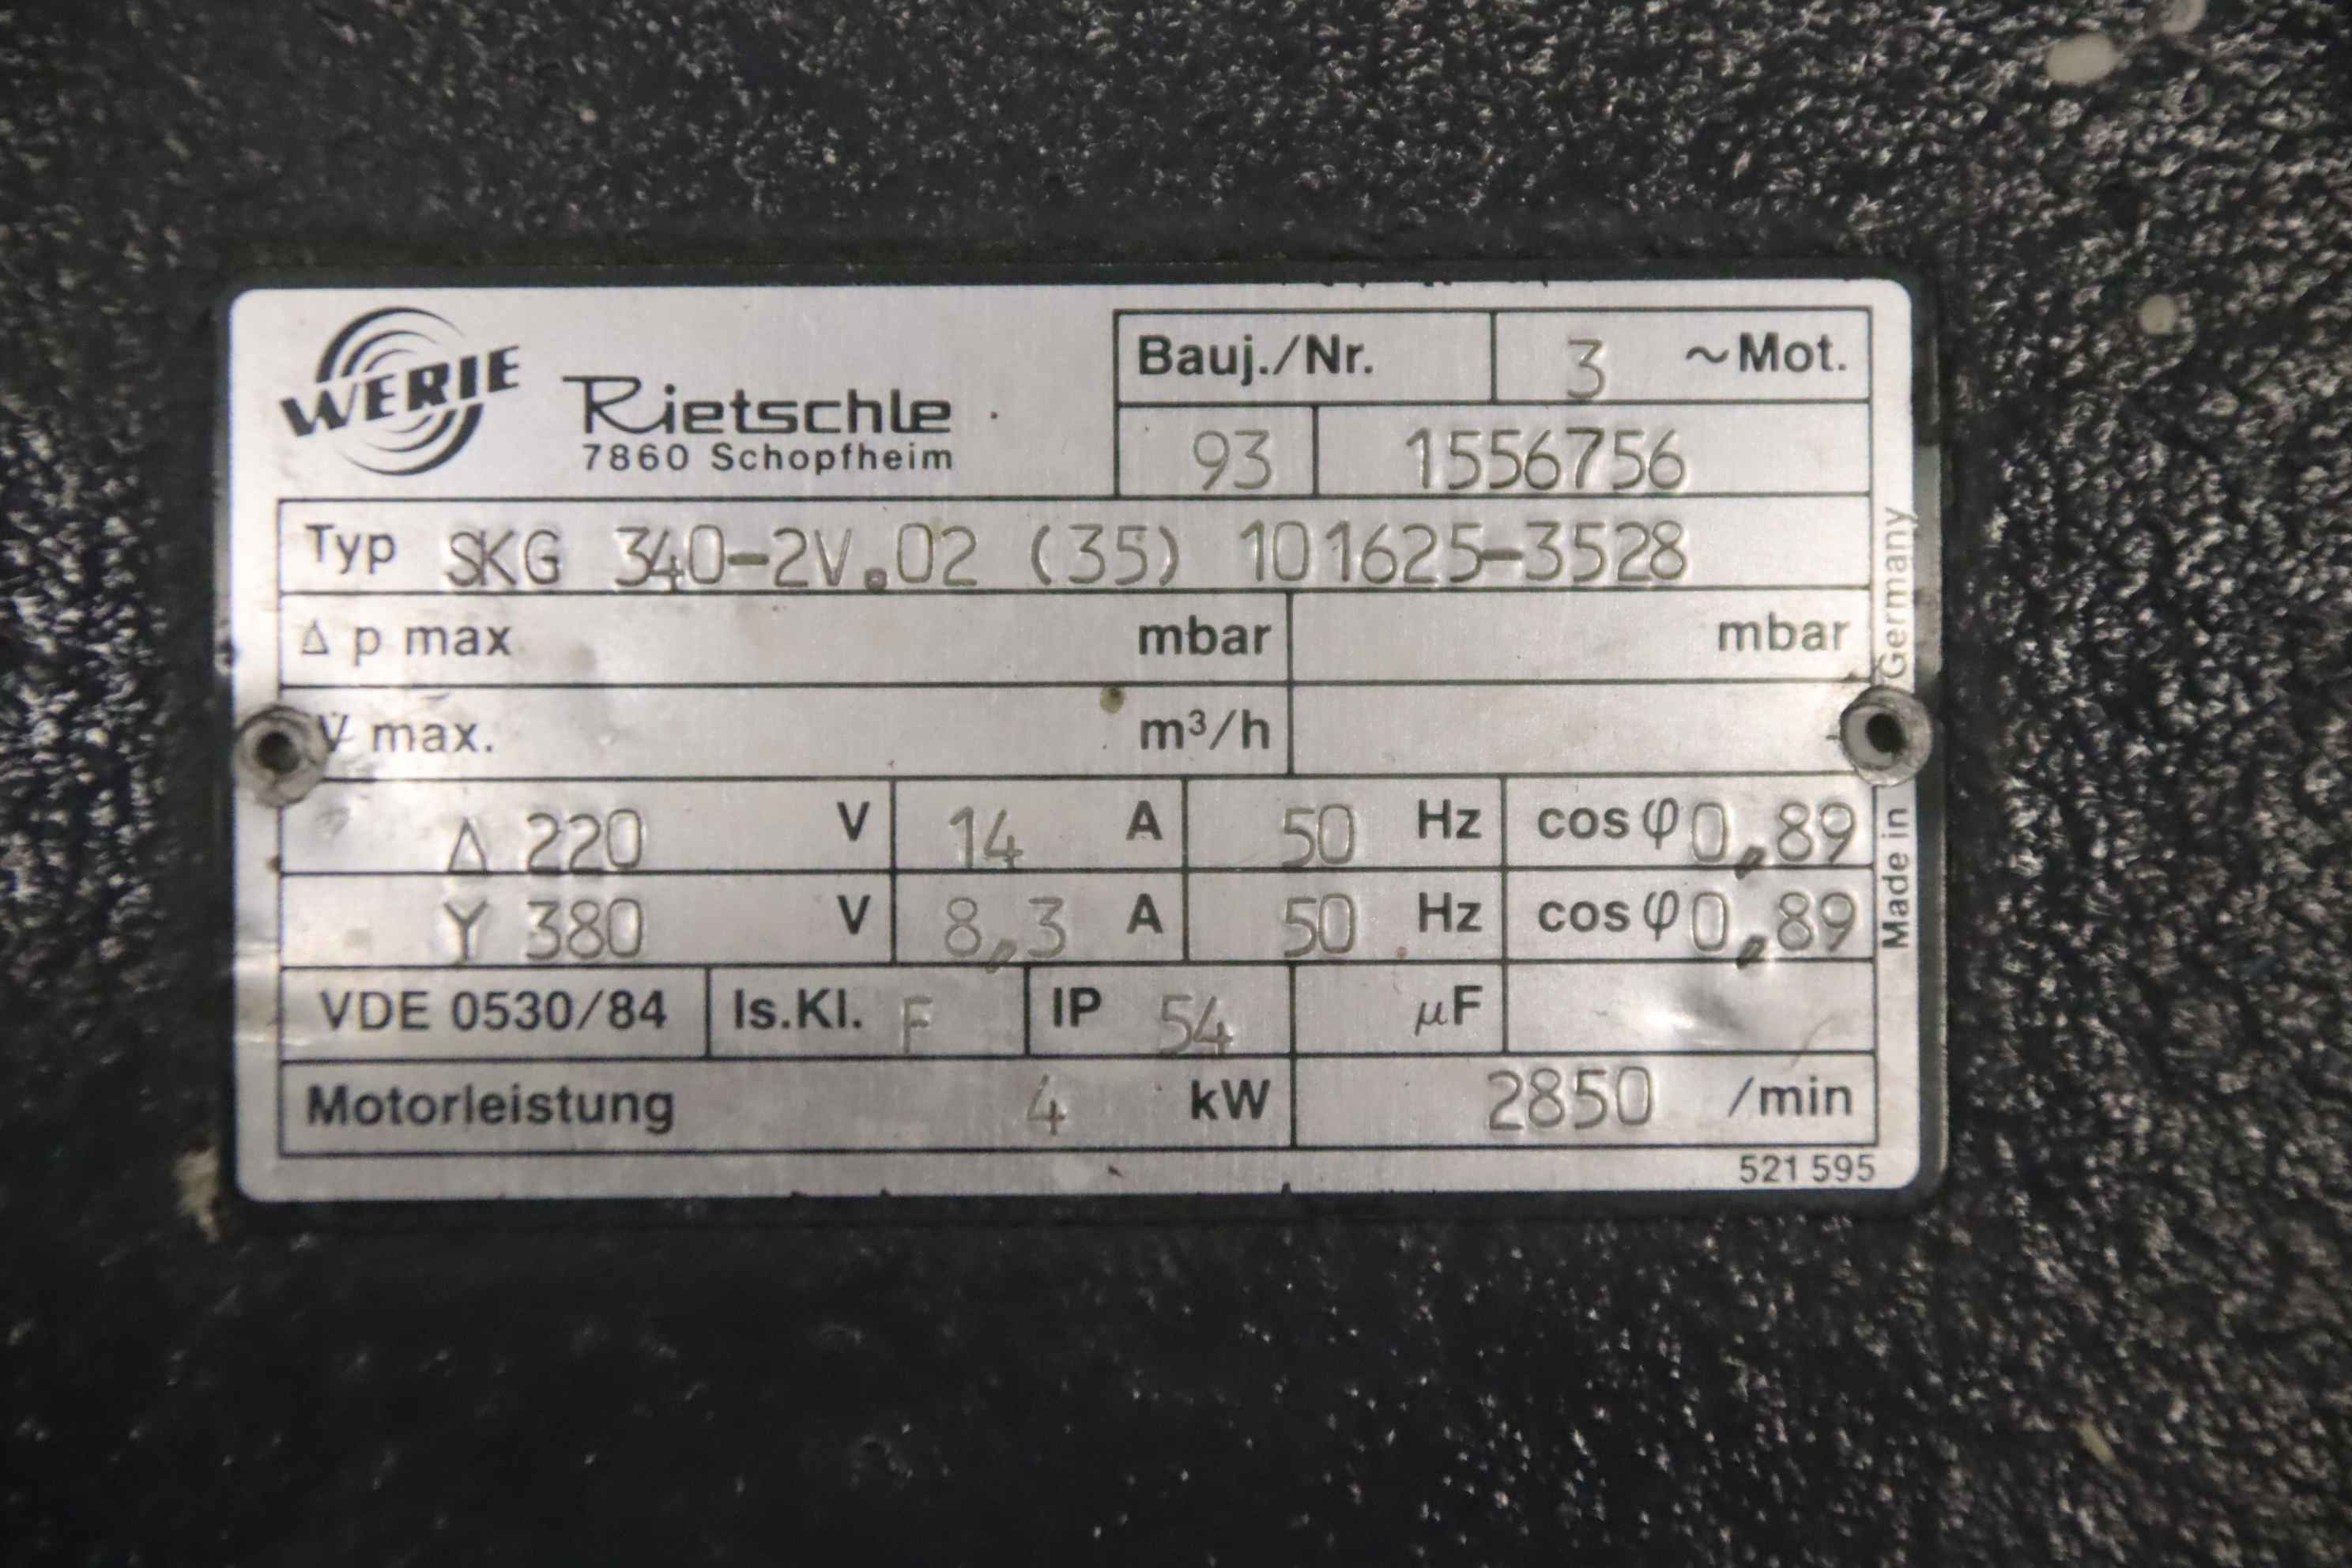 WERIE
Rietschle
7860 Schopfheim
Bauj./Nr. 3 ~Mot.
93 1556756
Typ SKG 340-2V.02 (35) 101625-3528
Δ p max mbar mbar
V max. m³/h
Δ 220 V 14 A 50 Hz cos φ 0,89
Y 380 V 8,3 A 50 Hz cos φ 0,89
VDE 0530/84 Is.Kl. F IP 54 µF
Motorleistung 4 kW 2850 /min
521 595
Made in Germany